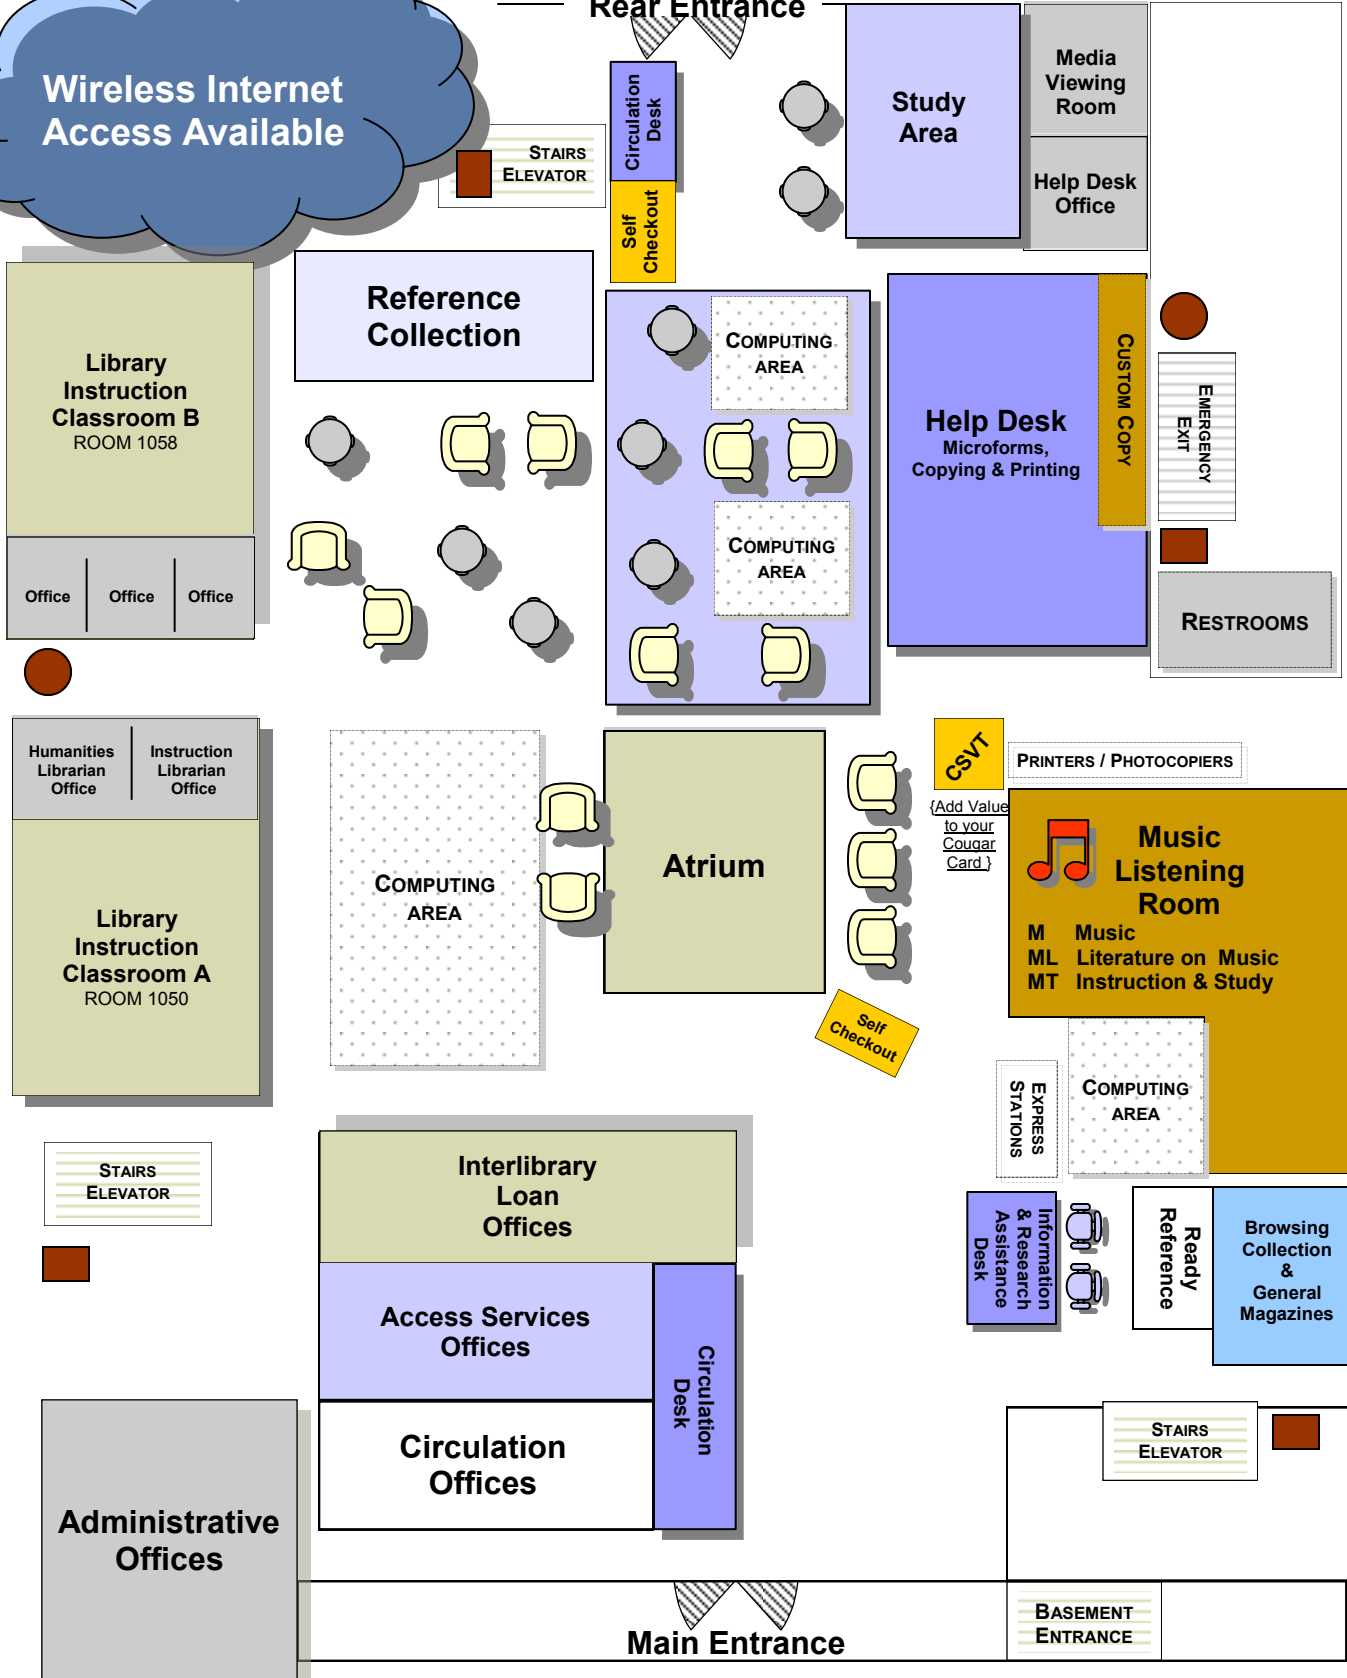 Rear Entrance
Wireless Internet
Access Available
STAIRS
ELEVATOR
Circulation
Desk
Self
Checkout
Study
Area
Media
Viewing
Room
Help Desk
Office
Reference
Collection
Library
Instruction
Classroom B
ROOM 1058
Office
Office
Office
COMPUTING
AREA
COMPUTING
AREA
Help Desk
Microforms,
Copying & Printing
CUSTOM COPY
EMERGENCY
EXIT
RESTROOMS
Humanities
Librarian
Office
Instruction
Librarian
Office
Library
Instruction
Classroom A
ROOM 1050
COMPUTING
AREA
Atrium
CSVT
{Add Value
to your
Cougar
Card }
PRINTERS / PHOTOCOPIERS
Music
Listening
Room
M Music
ML Literature on Music
MT Instruction & Study
Self
Checkout
EXPRESS
STATIONS
COMPUTING
AREA
STAIRS
ELEVATOR
Interlibrary
Loan
Offices
Access Services
Offices
Circulation
Desk
Circulation
Offices
Information
& Research
Assistance
Desk
Ready
Reference
Browsing
Collection
&
General
Magazines
STAIRS
ELEVATOR
Administrative
Offices
Main Entrance
BASEMENT
ENTRANCE